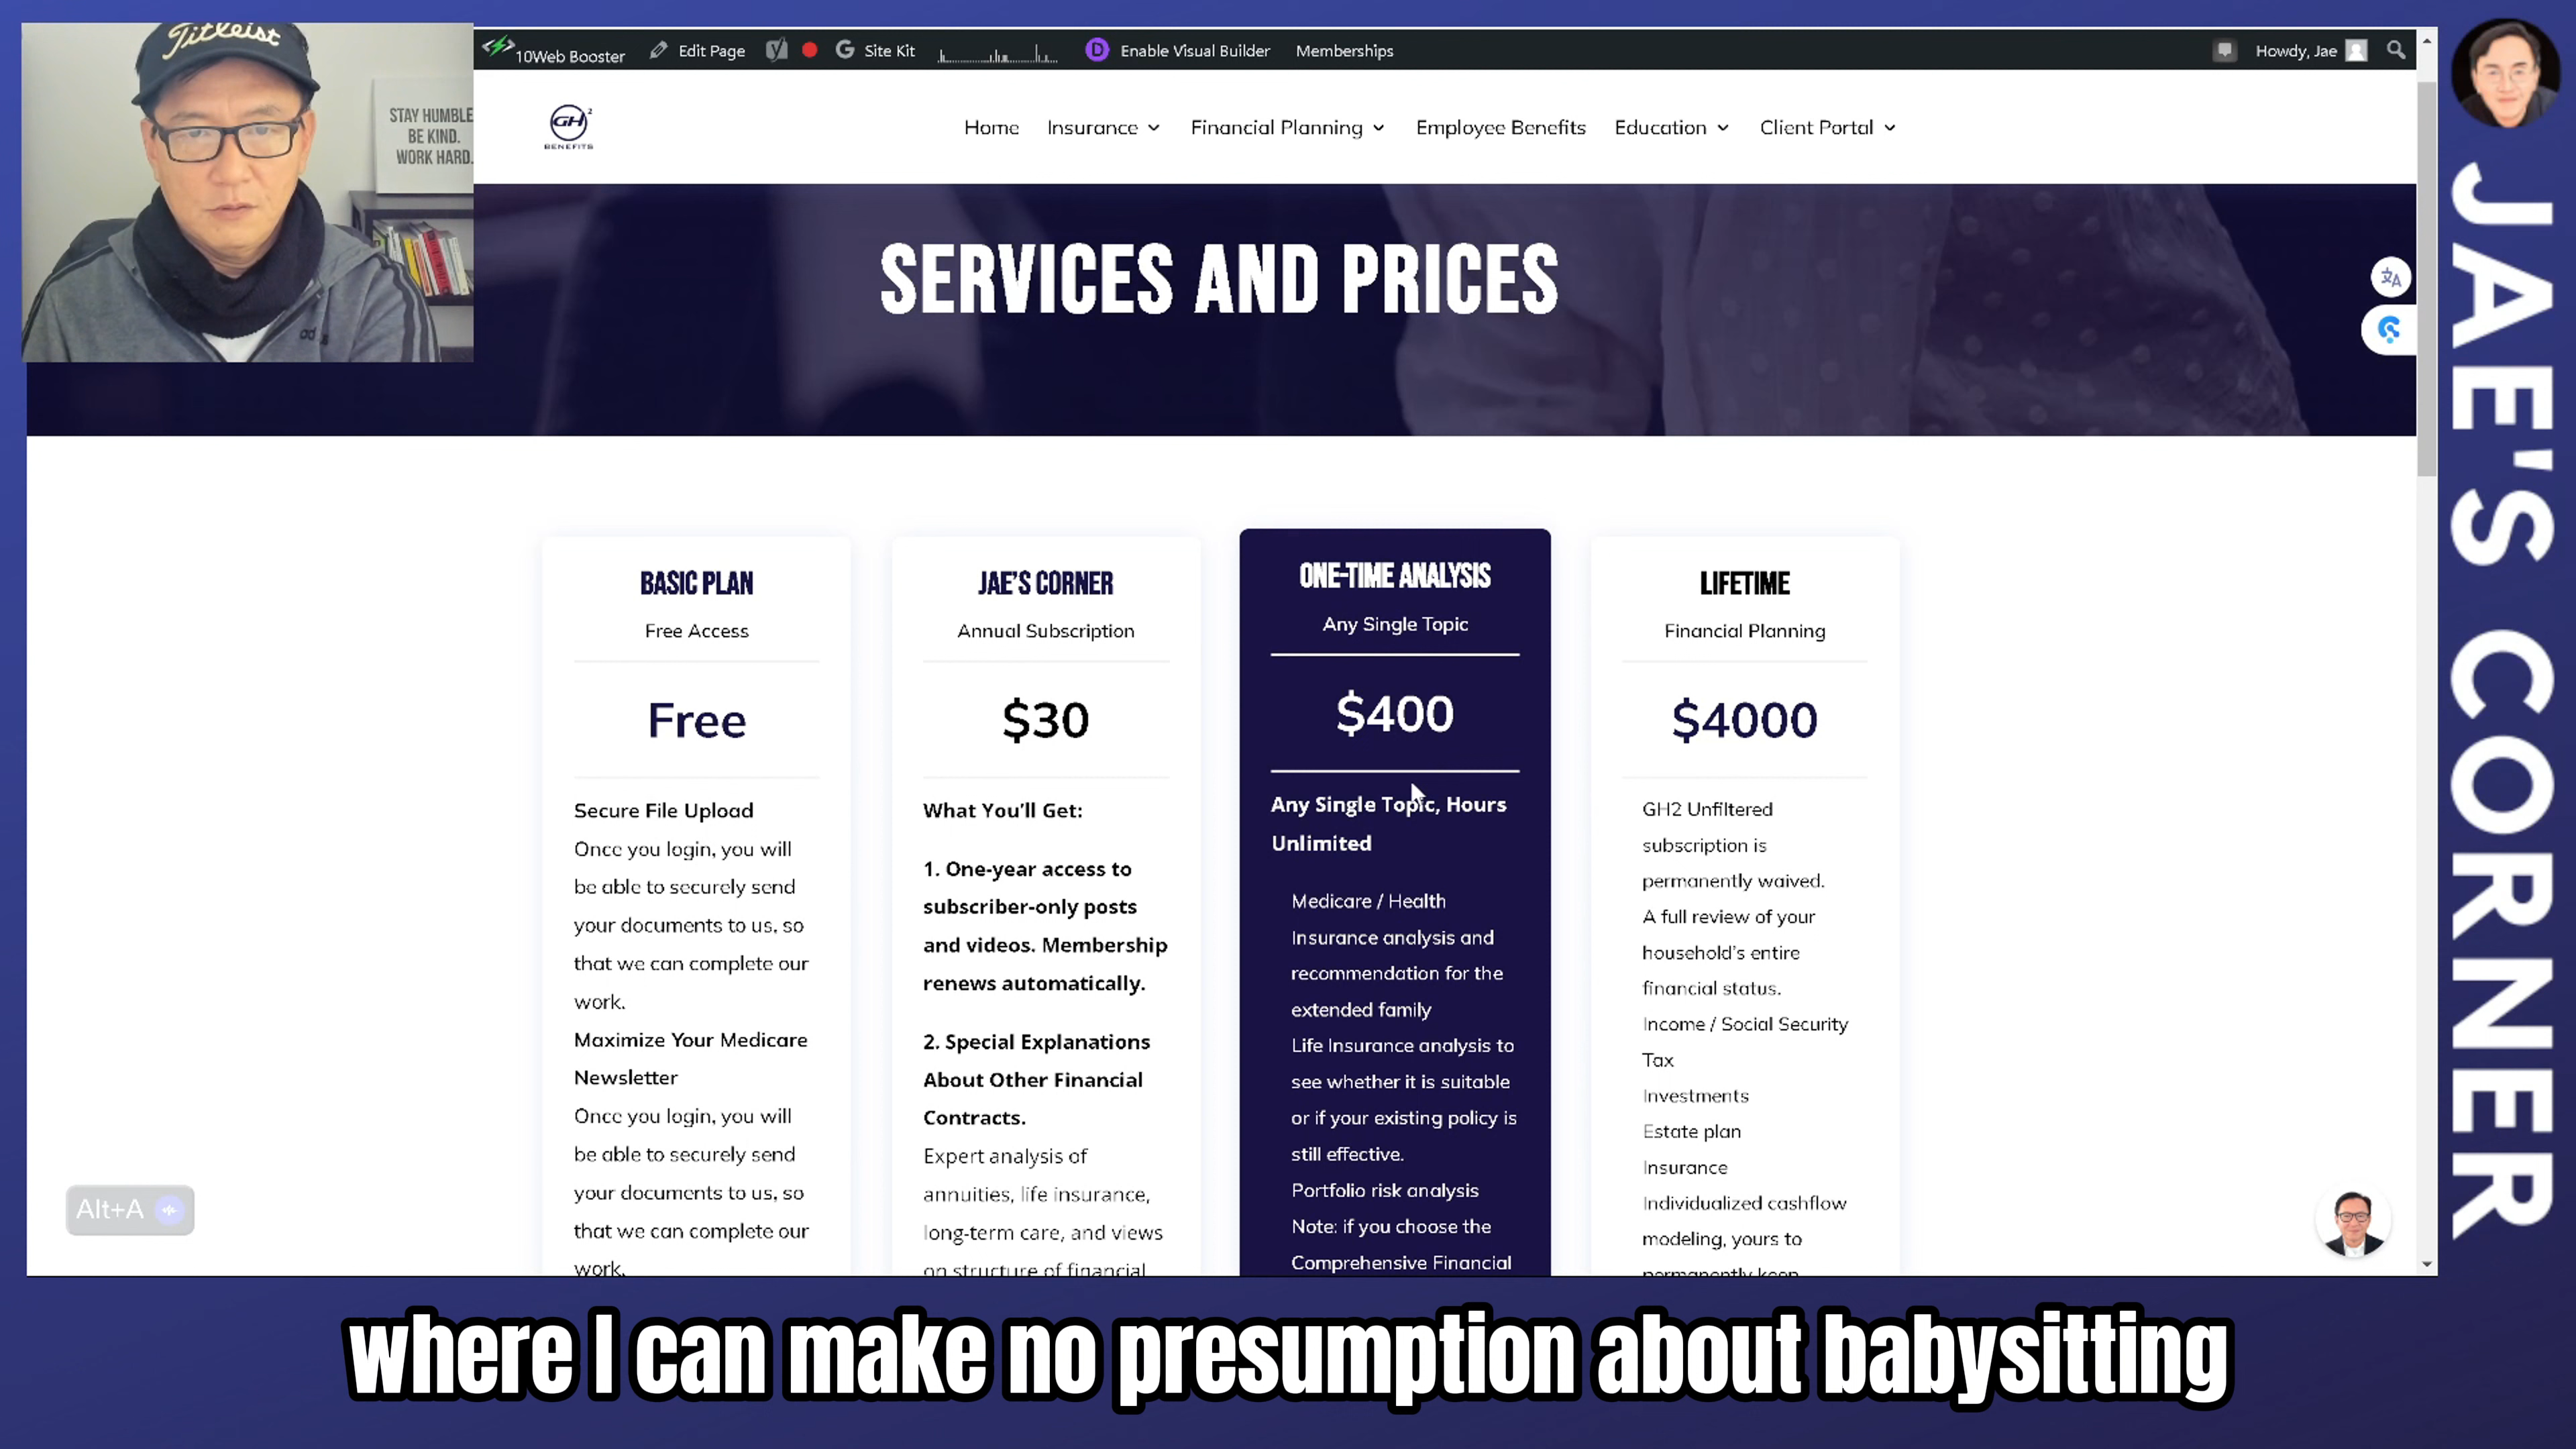 Titleist
STAY HUMBLE
BE KIND.
WORK HARD.
10Web Booster
Edit Page
Site Kit
D
Enable Visual Builder
Memberships
Howdy, Jae
GH2
BENEFITS
Home
Insurance
Financial Planning
Employee Benefits
Education
Client Portal
SERVICES AND PRICES
BASIC PLAN
Free Access
Free
Secure File Upload
Once you login, you will
be able to securely send
your documents to us, so
that we can complete our
work.
Maximize Your Medicare
Newsletter
Once you login, you will
be able to securely send
your documents to us, so
that we can complete our
work.
JAE'S CORNER
Annual Subscription
$30
What You'll Get:
1. One-year access to
subscriber-only posts
and videos. Membership
renews automatically.
2. Special Explanations
About Other Financial
Contracts.
Expert analysis of
annuities, life insurance,
long-term care, and views
on structure of financial
ONE-TIME ANALYSIS
Any Single Topic
$400
Any Single Topic, Hours
Unlimited
Medicare / Health
Insurance analysis and
recommendation for the
extended family
Life Insurance analysis to
see whether it is suitable
or if your existing policy is
still effective.
Portfolio risk analysis
Note: if you choose the
Comprehensive Financial
LIFETIME
Financial Planning
$4000
GH2 Unfiltered
subscription is
permanently waived.
A full review of your
household's entire
financial status.
Income / Social Security
Tax
Investments
Estate plan
Insurance
Individualized cashflow
modeling, yours to
permanently keep
Alt+A
JAE'S CORNER
where I can make no presumption about babysitting